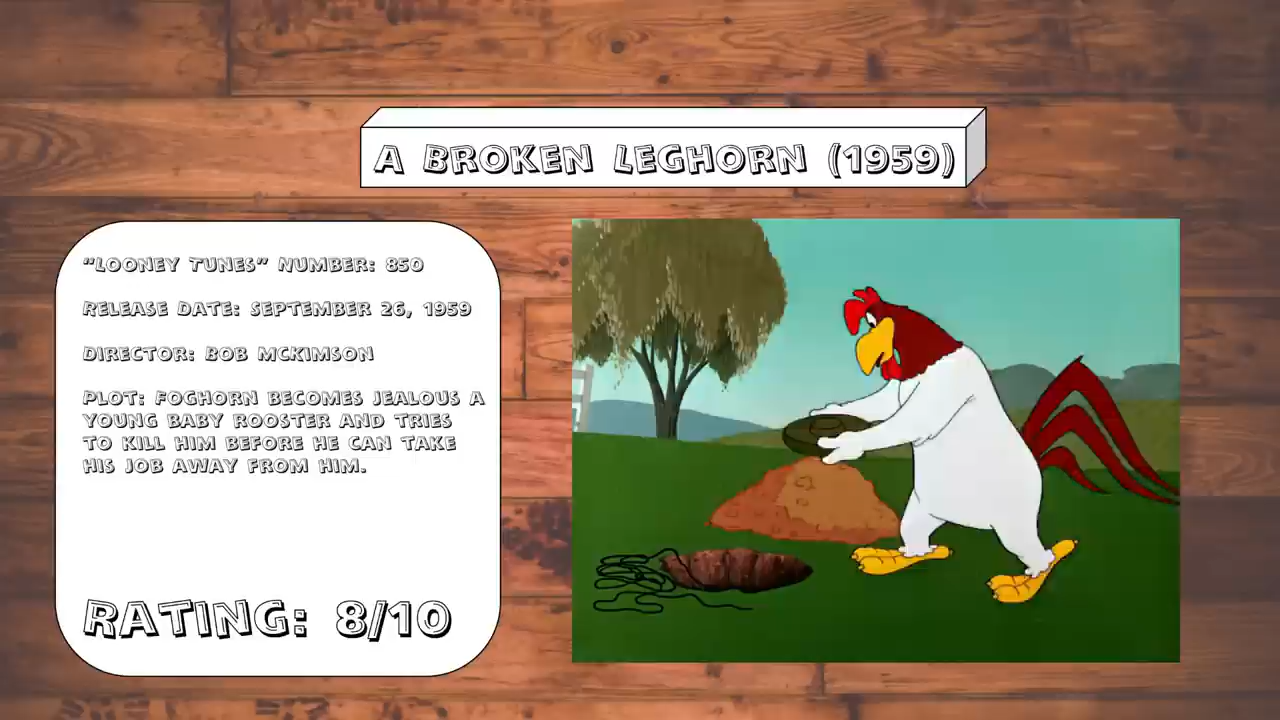 A BROKEN LEGHORN (1959)
"LOONEY TUNES" NUMBER: 850
RELEASE DATE: SEPTEMBER 26, 1959
DIRECTOR: BOB MCKIMSON
PLOT: FOGHORN BECOMES JEALOUS A
YOUNG BABY ROOSTER AND TRIES
TO KILL HIM BEFORE HE CAN TAKE
HIS JOB AWAY FROM HIM.
RATING: 8/10